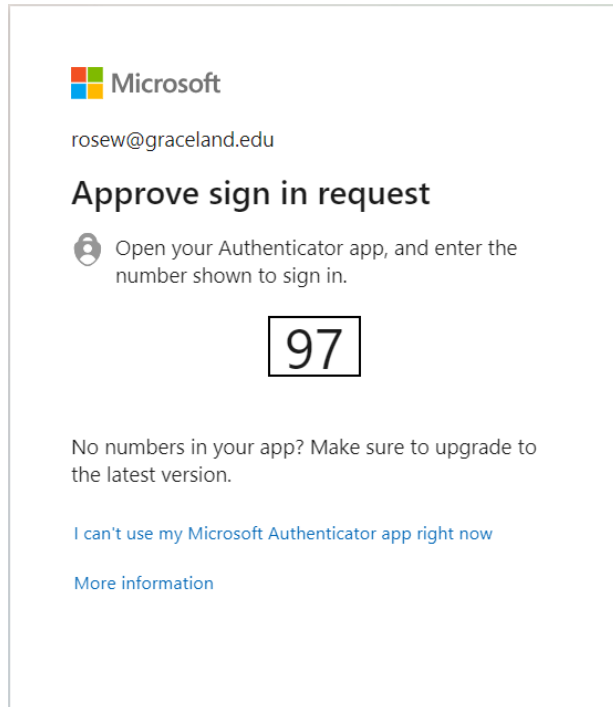 Microsoft
rosew@graceland.edu
Approve sign in request
Open your Authenticator app, and enter the
number shown to sign in.
97
No numbers in your app? Make sure to upgrade to
the latest version.
I can't use my Microsoft Authenticator app right now
More information